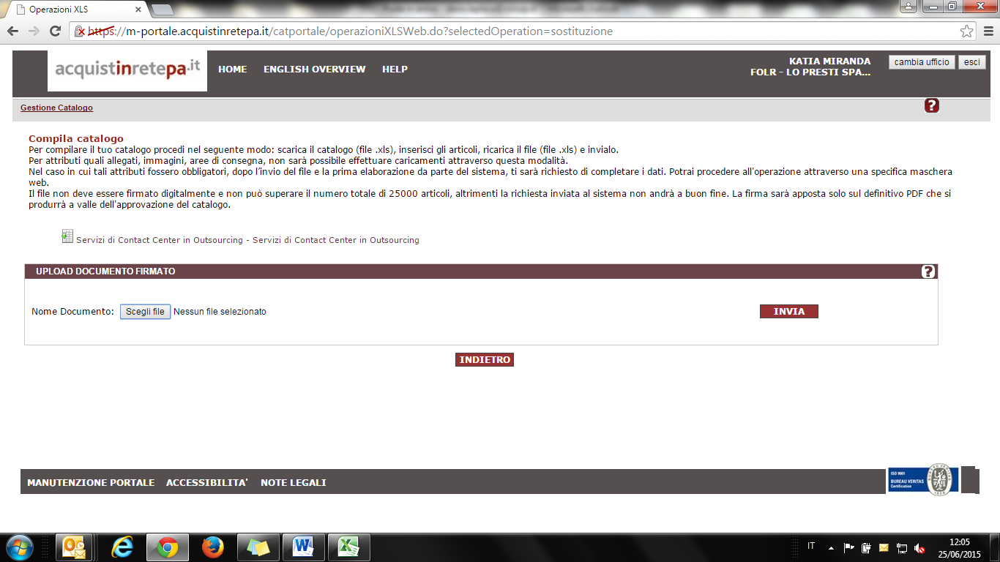 Operazioni XLS
https://m-portale.acquistinretepa.it/catportale/operazioniXLSWeb.do?selectedOperation=sostituzione
acquistinretepa.it
HOME ENGLISH OVERVIEW HELP
KATIA MIRANDA
FOLR - LO PRESTI SPA...
cambia ufficio esci
Gestione Catalogo
?
Compila catalogo
Per compilare il tuo catalogo procedi nel seguente modo: scarica il catalogo (file .xls), inserisci gli articoli, ricarica il file (file .xls) e invialo.
Per attributi quali allegati, immagini, aree di consegna, non sarà possibile effettuare caricamenti attraverso questa modalità.
Nel caso in cui tali attributi fossero obbligatori, dopo l'invio del file e la prima elaborazione da parte del sistema, ti sarà richiesto di completare i dati. Potrai procedere all'operazione attraverso una specifica maschera
web.
Il file non deve essere firmato digitalmente e non può superare il numero totale di 25000 articoli, altrimenti la richiesta inviata al sistema non andrà a buon fine. La firma sarà apposta solo sul definitivo PDF che si
produrrà a valle dell'approvazione del catalogo.
Servizi di Contact Center in Outsourcing - Servizi di Contact Center in Outsourcing
UPLOAD DOCUMENTO FIRMATO
?
Nome Documento: Scegli file Nessun file selezionato
INVIA
INDIETRO
MANUTENZIONE PORTALE ACCESSIBILITA' NOTE LEGALI
ISO 9001
BUREAU VERITAS
Certification
IT
12:05
25/06/2015